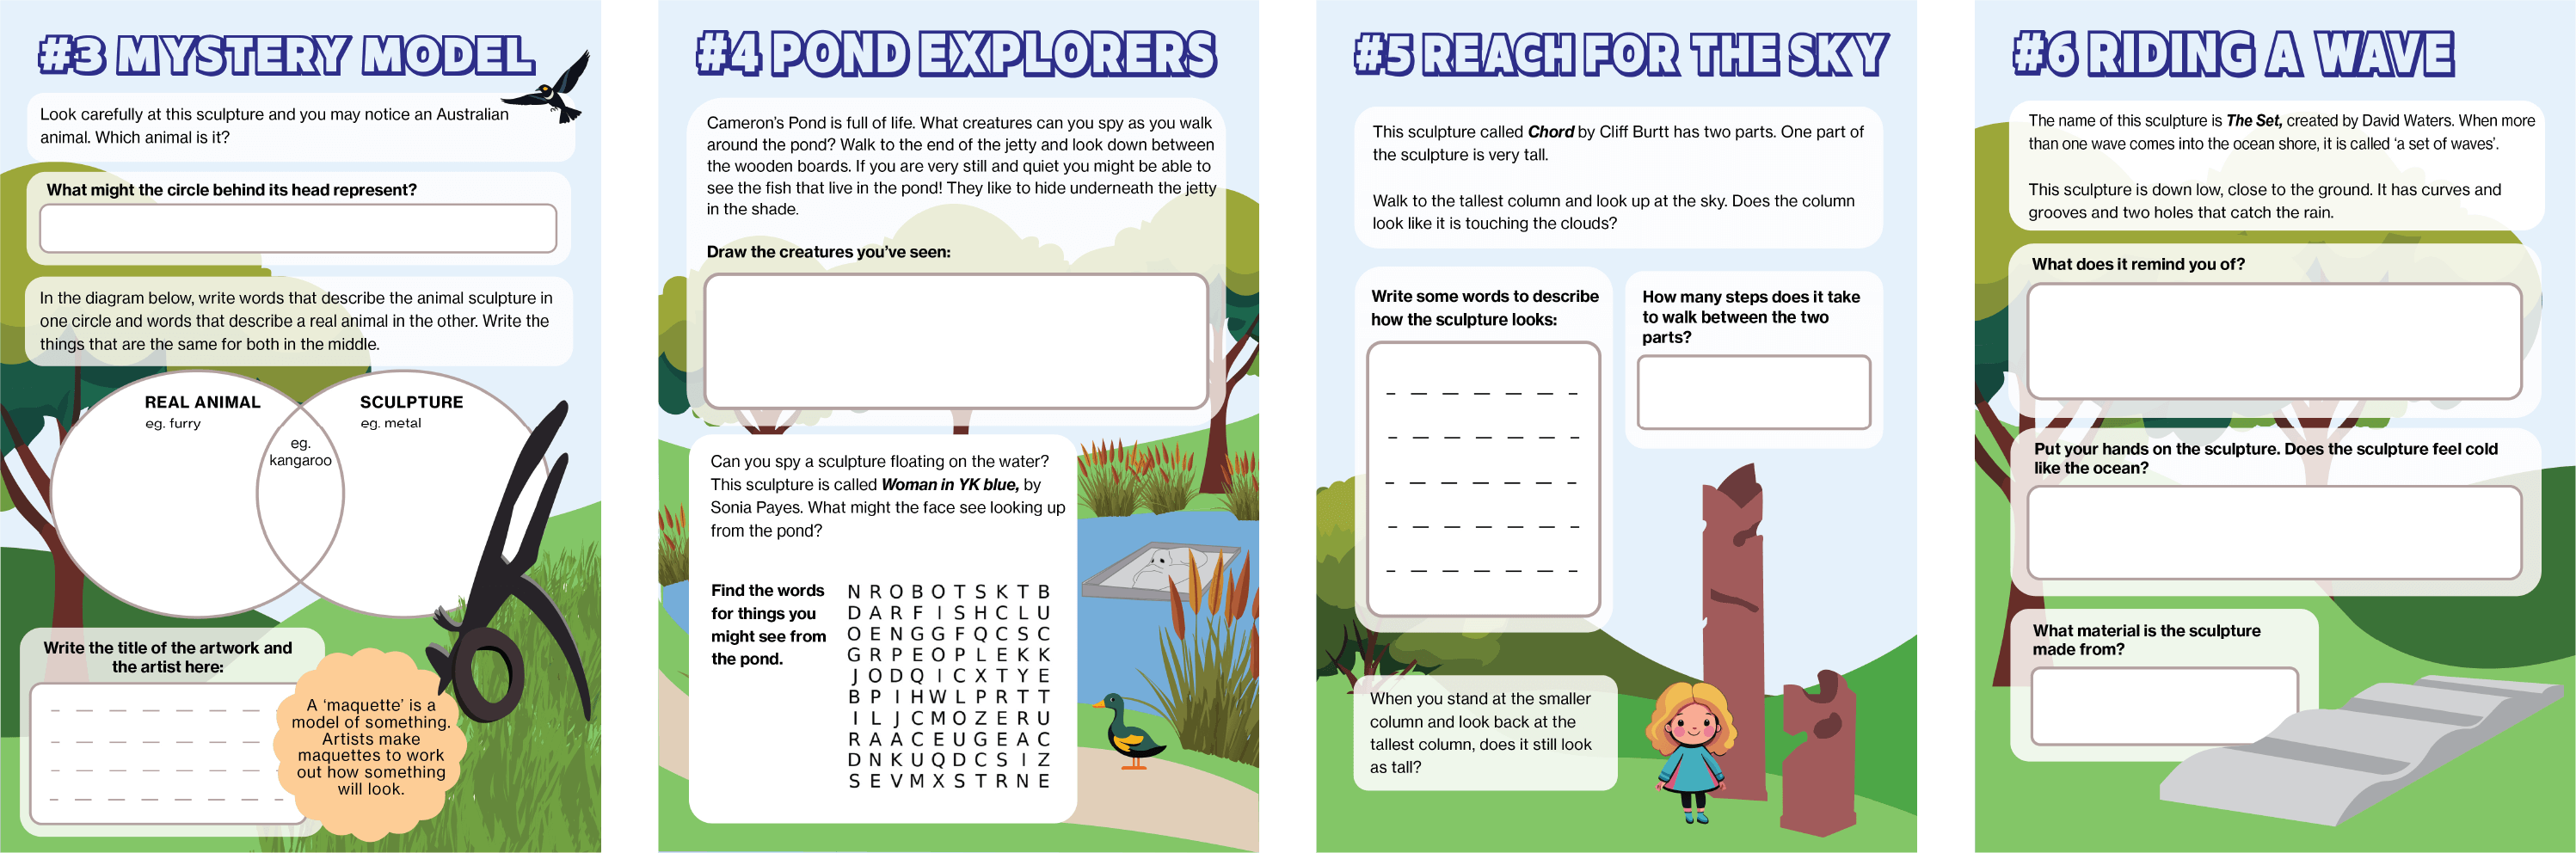 #3 MYSTERY MODEL
Look carefully at this sculpture and you may notice an Australian
animal. Which animal is it?
What might the circle behind its head represent?
In the diagram below, write words that describe the animal sculpture in
one circle and words that describe a real animal in the other. Write the
things that are the same for both in the middle.
REAL ANIMAL
eg. furry
SCULPTURE
eg. metal
eg.
kangaroo
Write the title of the artwork and
the artist here:
A ‘maquette’ is a
model of something.
Artists make
maquettes to work
out how something
will look.
#4 POND EXPLORERS
Cameron’s Pond is full of life. What creatures can you spy as you walk
around the pond? Walk to the end of the jetty and look down between
the wooden boards. If you are very still and quiet you might be able to
see the fish that live in the pond! They like to hide underneath the jetty
in the shade.
Draw the creatures you’ve seen:
Can you spy a sculpture floating on the water?
This sculpture is called Woman in YK blue, by
Sonia Payes. What might the face see looking up
from the pond?
Find the words
for things you
might see from
the pond.
N R O B O T S K T B
D A R F I S H C L U
O E N G G F Q C S C
G R P E O P L E K K
J O D Q I C X T Y E
B P I H W L P R T T
I L J C M O Z E R U
R A A C E U G E A C
D N K U Q D C S I Z
S E V M X S T R N E
#5 REACH FOR THE SKY
This sculpture called Chord by Cliff Burtt has two parts. One part of
the sculpture is very tall.
Walk to the tallest column and look up at the sky. Does the column
look like it is touching the clouds?
Write some words to describe
how the sculpture looks:
How many steps does it take
to walk between the two
parts?
When you stand at the smaller
column and look back at the
tallest column, does it still look
as tall?
#6 RIDING A WAVE
The name of this sculpture is The Set, created by David Waters. When more
than one wave comes into the ocean shore, it is called ‘a set of waves’.
This sculpture is down low, close to the ground. It has curves and
grooves and two holes that catch the rain.
What does it remind you of?
Put your hands on the sculpture. Does the sculpture feel cold
like the ocean?
What material is the sculpture
made from?